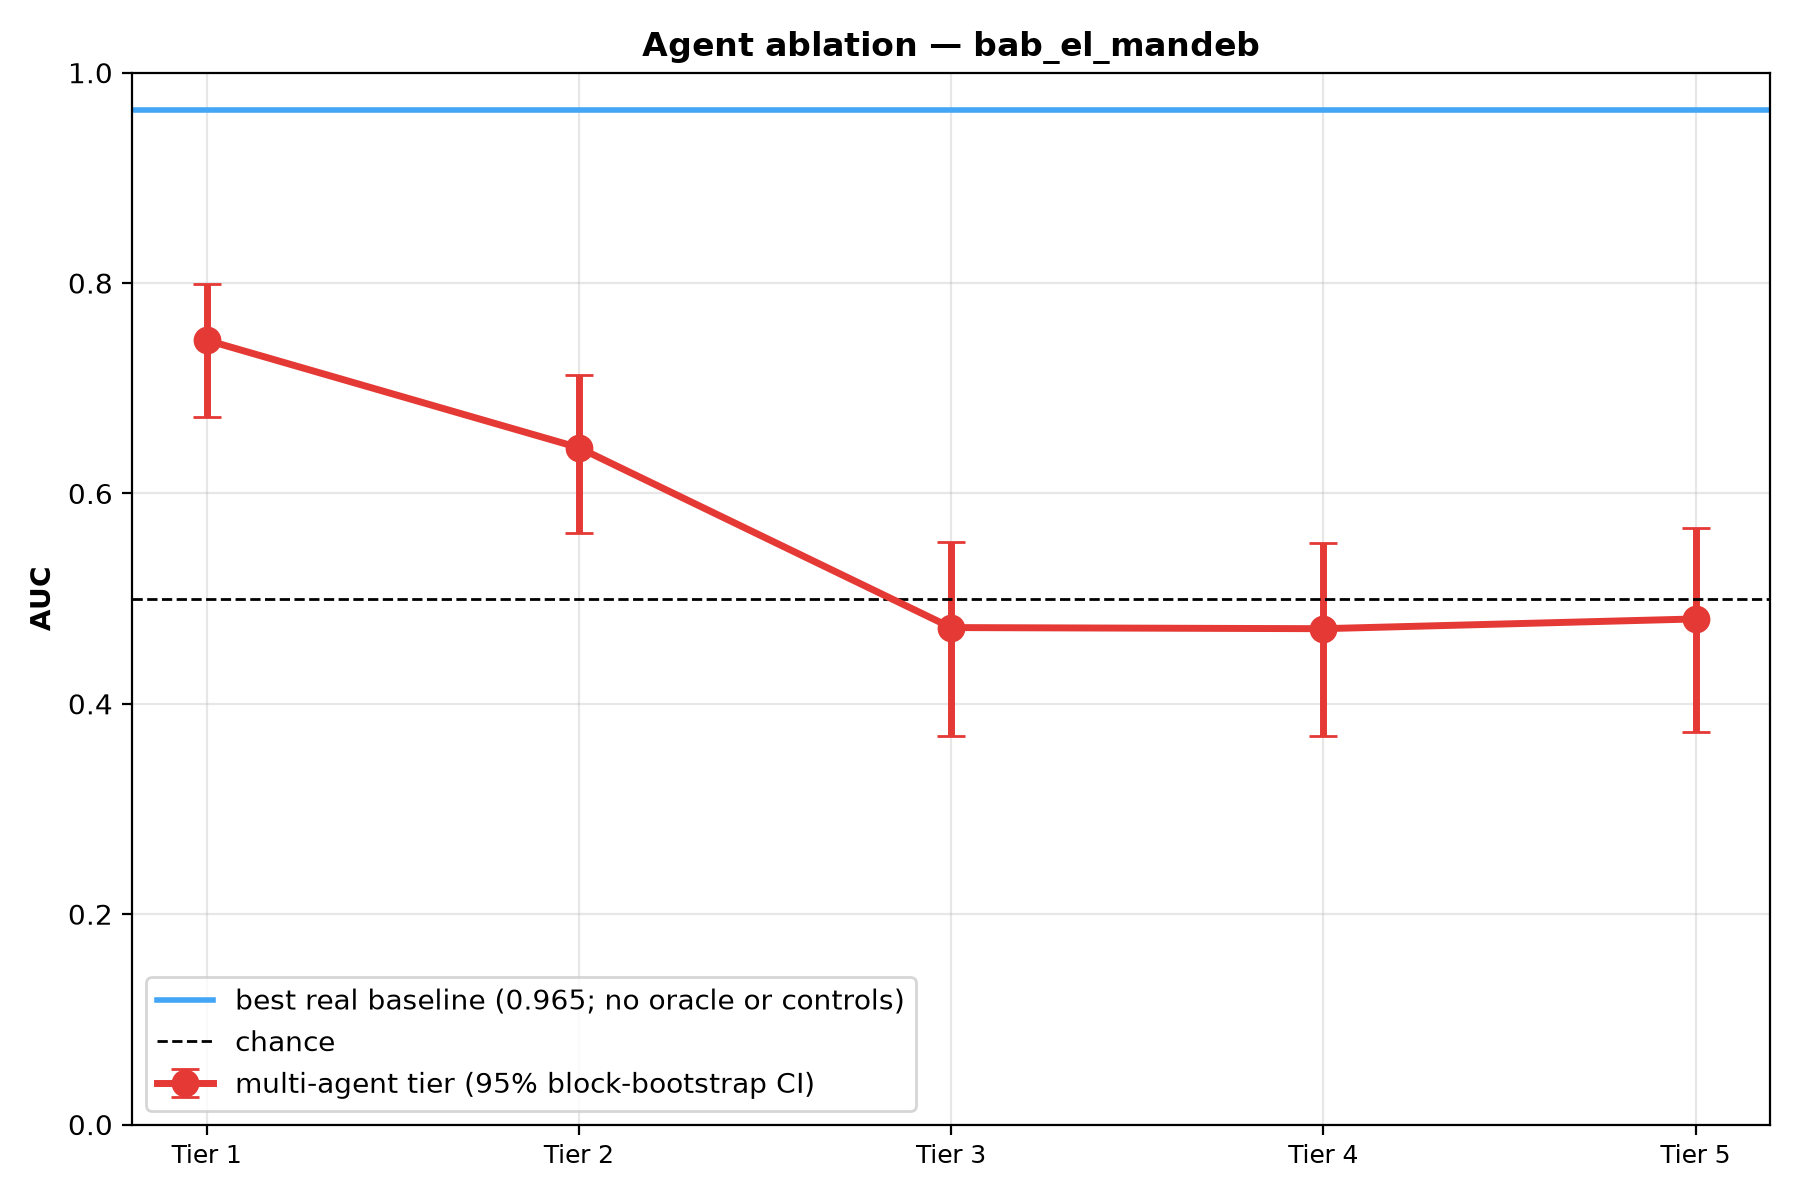 Agent ablation — bab_el_mandeb
1.0
0.8
0.6
0.4
0.2
0.0
AUC
best real baseline (0.965; no oracle or controls)
chance
multi-agent tier (95% block-bootstrap CI)
Tier 1
Tier 2
Tier 3
Tier 4
Tier 5